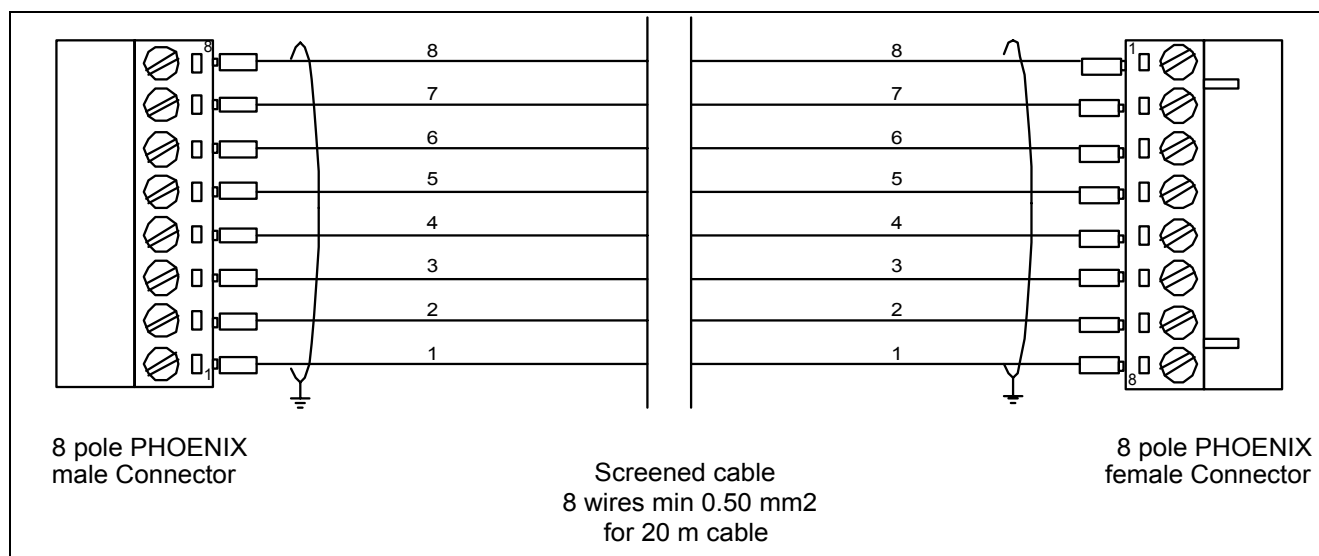 8 8 8 1
7 7
6 6
5 5
4 4
3 3
2 2
1 1 1 8
8 pole PHOENIX
male Connector
Screened cable
8 wires min 0.50 mm2
for 20 m cable
8 pole PHOENIX
female Connector